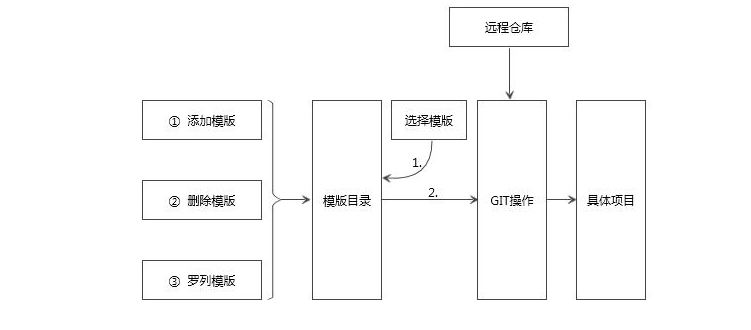 远程仓库
① 添加模版
选择模版
1.
② 删除模版
模版目录
2.
GIT操作
具体项目
③ 罗列模版